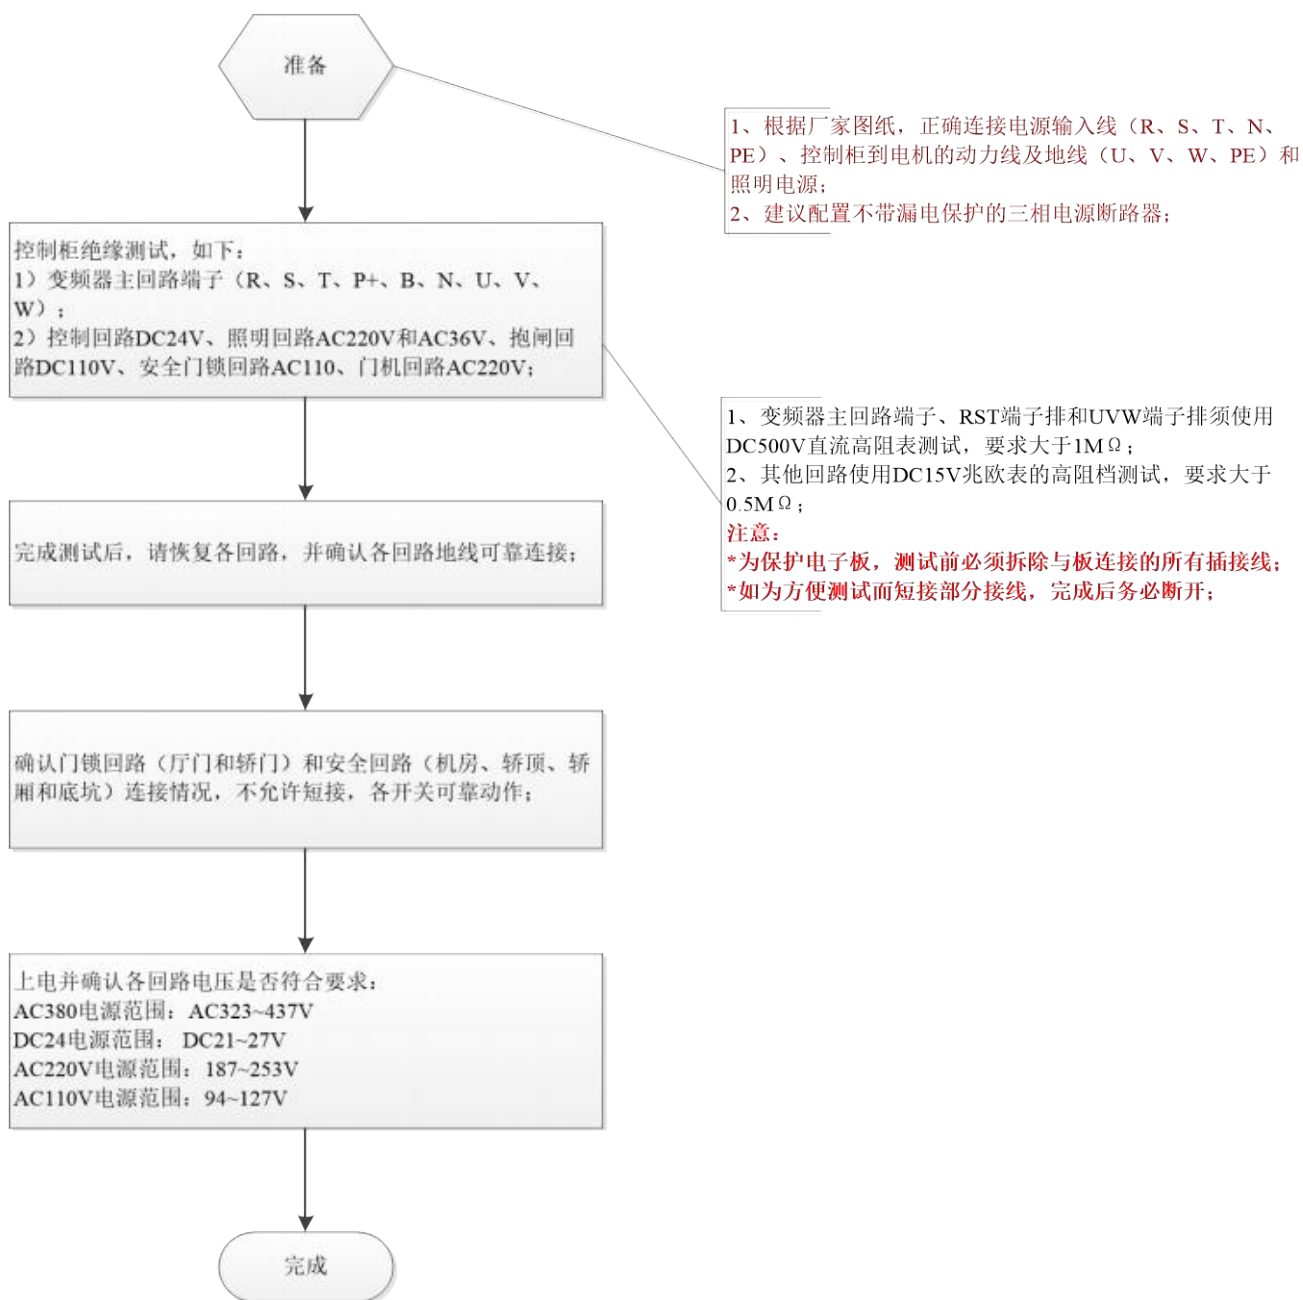 准备
1、根据厂家图纸，正确连接电源输入线（R、S、T、N、
PE）、控制柜到电机的动力线及地线（U、V、W、PE）和
照明电源；
2、建议配置不带漏电保护的三相电源断路器；
控制柜绝缘测试，如下：
1）变频器主回路端子（R、S、T、P+、B、N、U、V、
W）；
2）控制回路DC24V、照明回路AC220V和AC36V、抱闸回
路DC110V、安全门锁回路AC110、门机回路AC220V；
1、变频器主回路端子、RST端子排和UVW端子排须使用
DC500V直流高阻表测试，要求大于1MΩ；
2、其他回路使用DC15V兆欧表的高阻档测试，要求大于
0.5MΩ；
注意：
*为保护电子板，测试前必须拆除与板连接的所有插接线；
*如为方便测试而短接部分接线，完成后务必断开；
完成测试后，请恢复各回路，并确认各回路地线可靠连接；
确认门锁回路（厅门和轿门）和安全回路（机房、轿顶、轿
厢和底坑）连接情况，不允许短接，各开关可靠动作；
上电并确认各回路电压是否符合要求：
AC380电源范围：AC323~437V
DC24电源范围： DC21~27V
AC220V电源范围：187~253V
AC110V电源范围：94~127V
完成